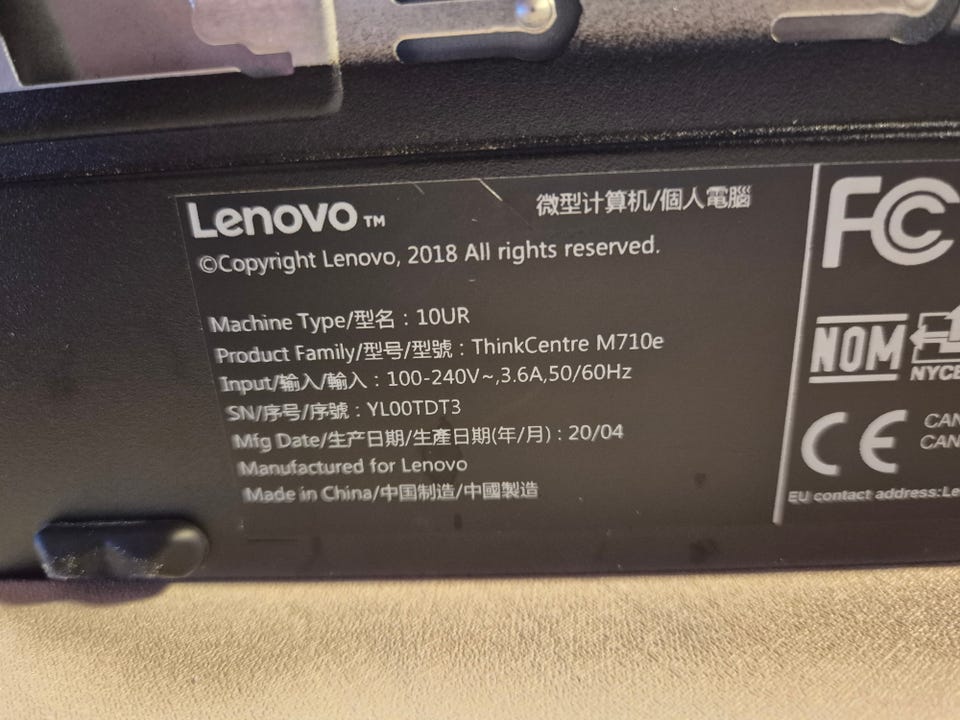 Lenovo™
微型计算机/個人電腦
©Copyright Lenovo, 2018 All rights reserved.
Machine Type/型名 : 10UR
Product Family/型号/型號 : ThinkCentre M710e
Input/输入/輸入 : 100-240V~,3.6A,50/60Hz
SN/序号/序號 : YL00TDT3
Mfg Date/生产日期/生產日期(年/月) : 20/04
Manufactured for Lenovo
Made in China/中国制造/中國製造
FC
NOM
NYCE
CE
CAN
CAN
EU contact address:Le